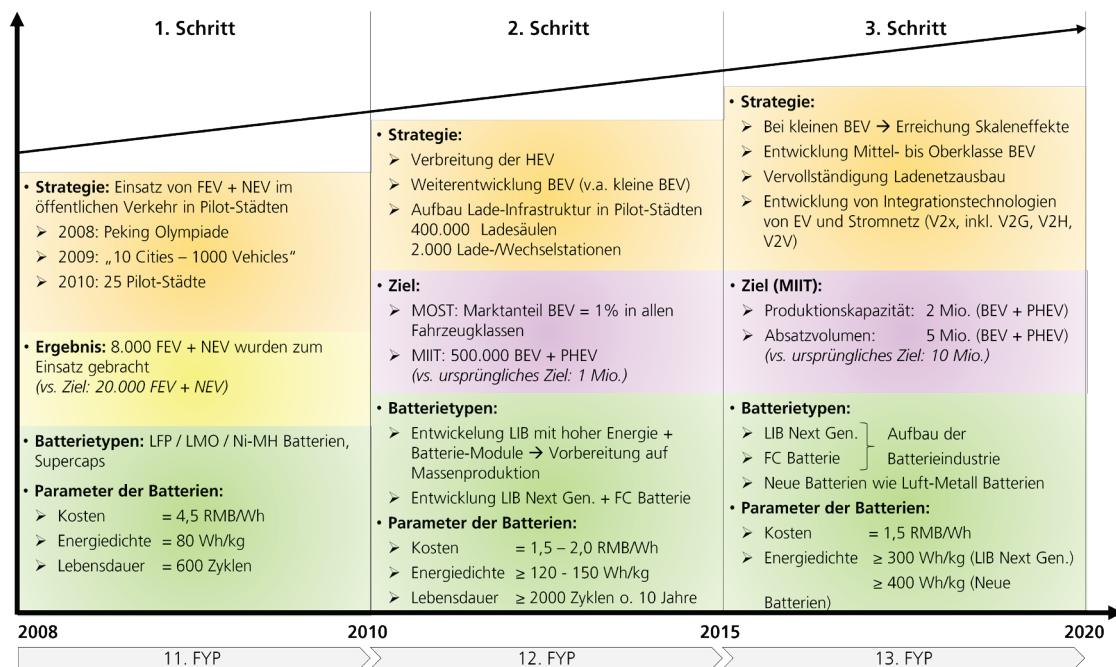 1. Schritt
• Strategie: Einsatz von FEV + NEV im
öffentlichen Verkehr in Pilot-Städten
➢ 2008: Peking Olympiade
➢ 2009: „10 Cities – 1000 Vehicles“
➢ 2010: 25 Pilot-Städte
• Ergebnis: 8.000 FEV + NEV wurden zum
Einsatz gebracht
(vs. Ziel: 20.000 FEV + NEV)
• Batterietypen: LFP / LMO / Ni-MH Batterien,
Supercaps
• Parameter der Batterien:
➢ Kosten = 4,5 RMB/Wh
➢ Energiedichte = 80 Wh/kg
➢ Lebensdauer = 600 Zyklen
2. Schritt
• Strategie:
➢ Verbreitung der HEV
➢ Weiterentwicklung BEV (v.a. kleine BEV)
➢ Aufbau Lade-Infrastruktur in Pilot-Städten
400.000 Ladesäulen
2.000 Lade-/Wechselstationen
• Ziel:
➢ MOST: Marktanteil BEV = 1% in allen
Fahrzeugklassen
➢ MIIT: 500.000 BEV + PHEV
(vs. ursprüngliches Ziel: 1 Mio.)
• Batterietypen:
➢ Entwickelung LIB mit hoher Energie +
Batterie-Module → Vorbereitung auf
Massenproduktion
➢ Entwicklung LIB Next Gen. + FC Batterie
• Parameter der Batterien:
➢ Kosten = 1,5 – 2,0 RMB/Wh
➢ Energiedichte ≥ 120 - 150 Wh/kg
➢ Lebensdauer ≥ 2000 Zyklen o. 10 Jahre
3. Schritt
• Strategie:
➢ Bei kleinen BEV → Erreichung Skaleneffekte
➢ Entwicklung Mittel- bis Oberklasse BEV
➢ Vervollständigung Ladenetzausbau
➢ Entwicklung von Integrationstechnologien
von EV und Stromnetz (V2x, inkl. V2G, V2H,
V2V)
• Ziel (MIIT):
➢ Produktionskapazität: 2 Mio. (BEV + PHEV)
➢ Absatzvolumen: 5 Mio. (BEV + PHEV)
(vs. ursprüngliches Ziel: 10 Mio.)
• Batterietypen:
➢ LIB Next Gen. Aufbau der
➢ FC Batterie Batterieindustrie
➢ Neue Batterien wie Luft-Metall Batterien
• Parameter der Batterien:
➢ Kosten = 1,5 RMB/Wh
➢ Energiedichte ≥ 300 Wh/kg (LIB Next Gen.)
≥ 400 Wh/kg (Neue
Batterien)
2008 2010 2015 2020
11. FYP 12. FYP 13. FYP